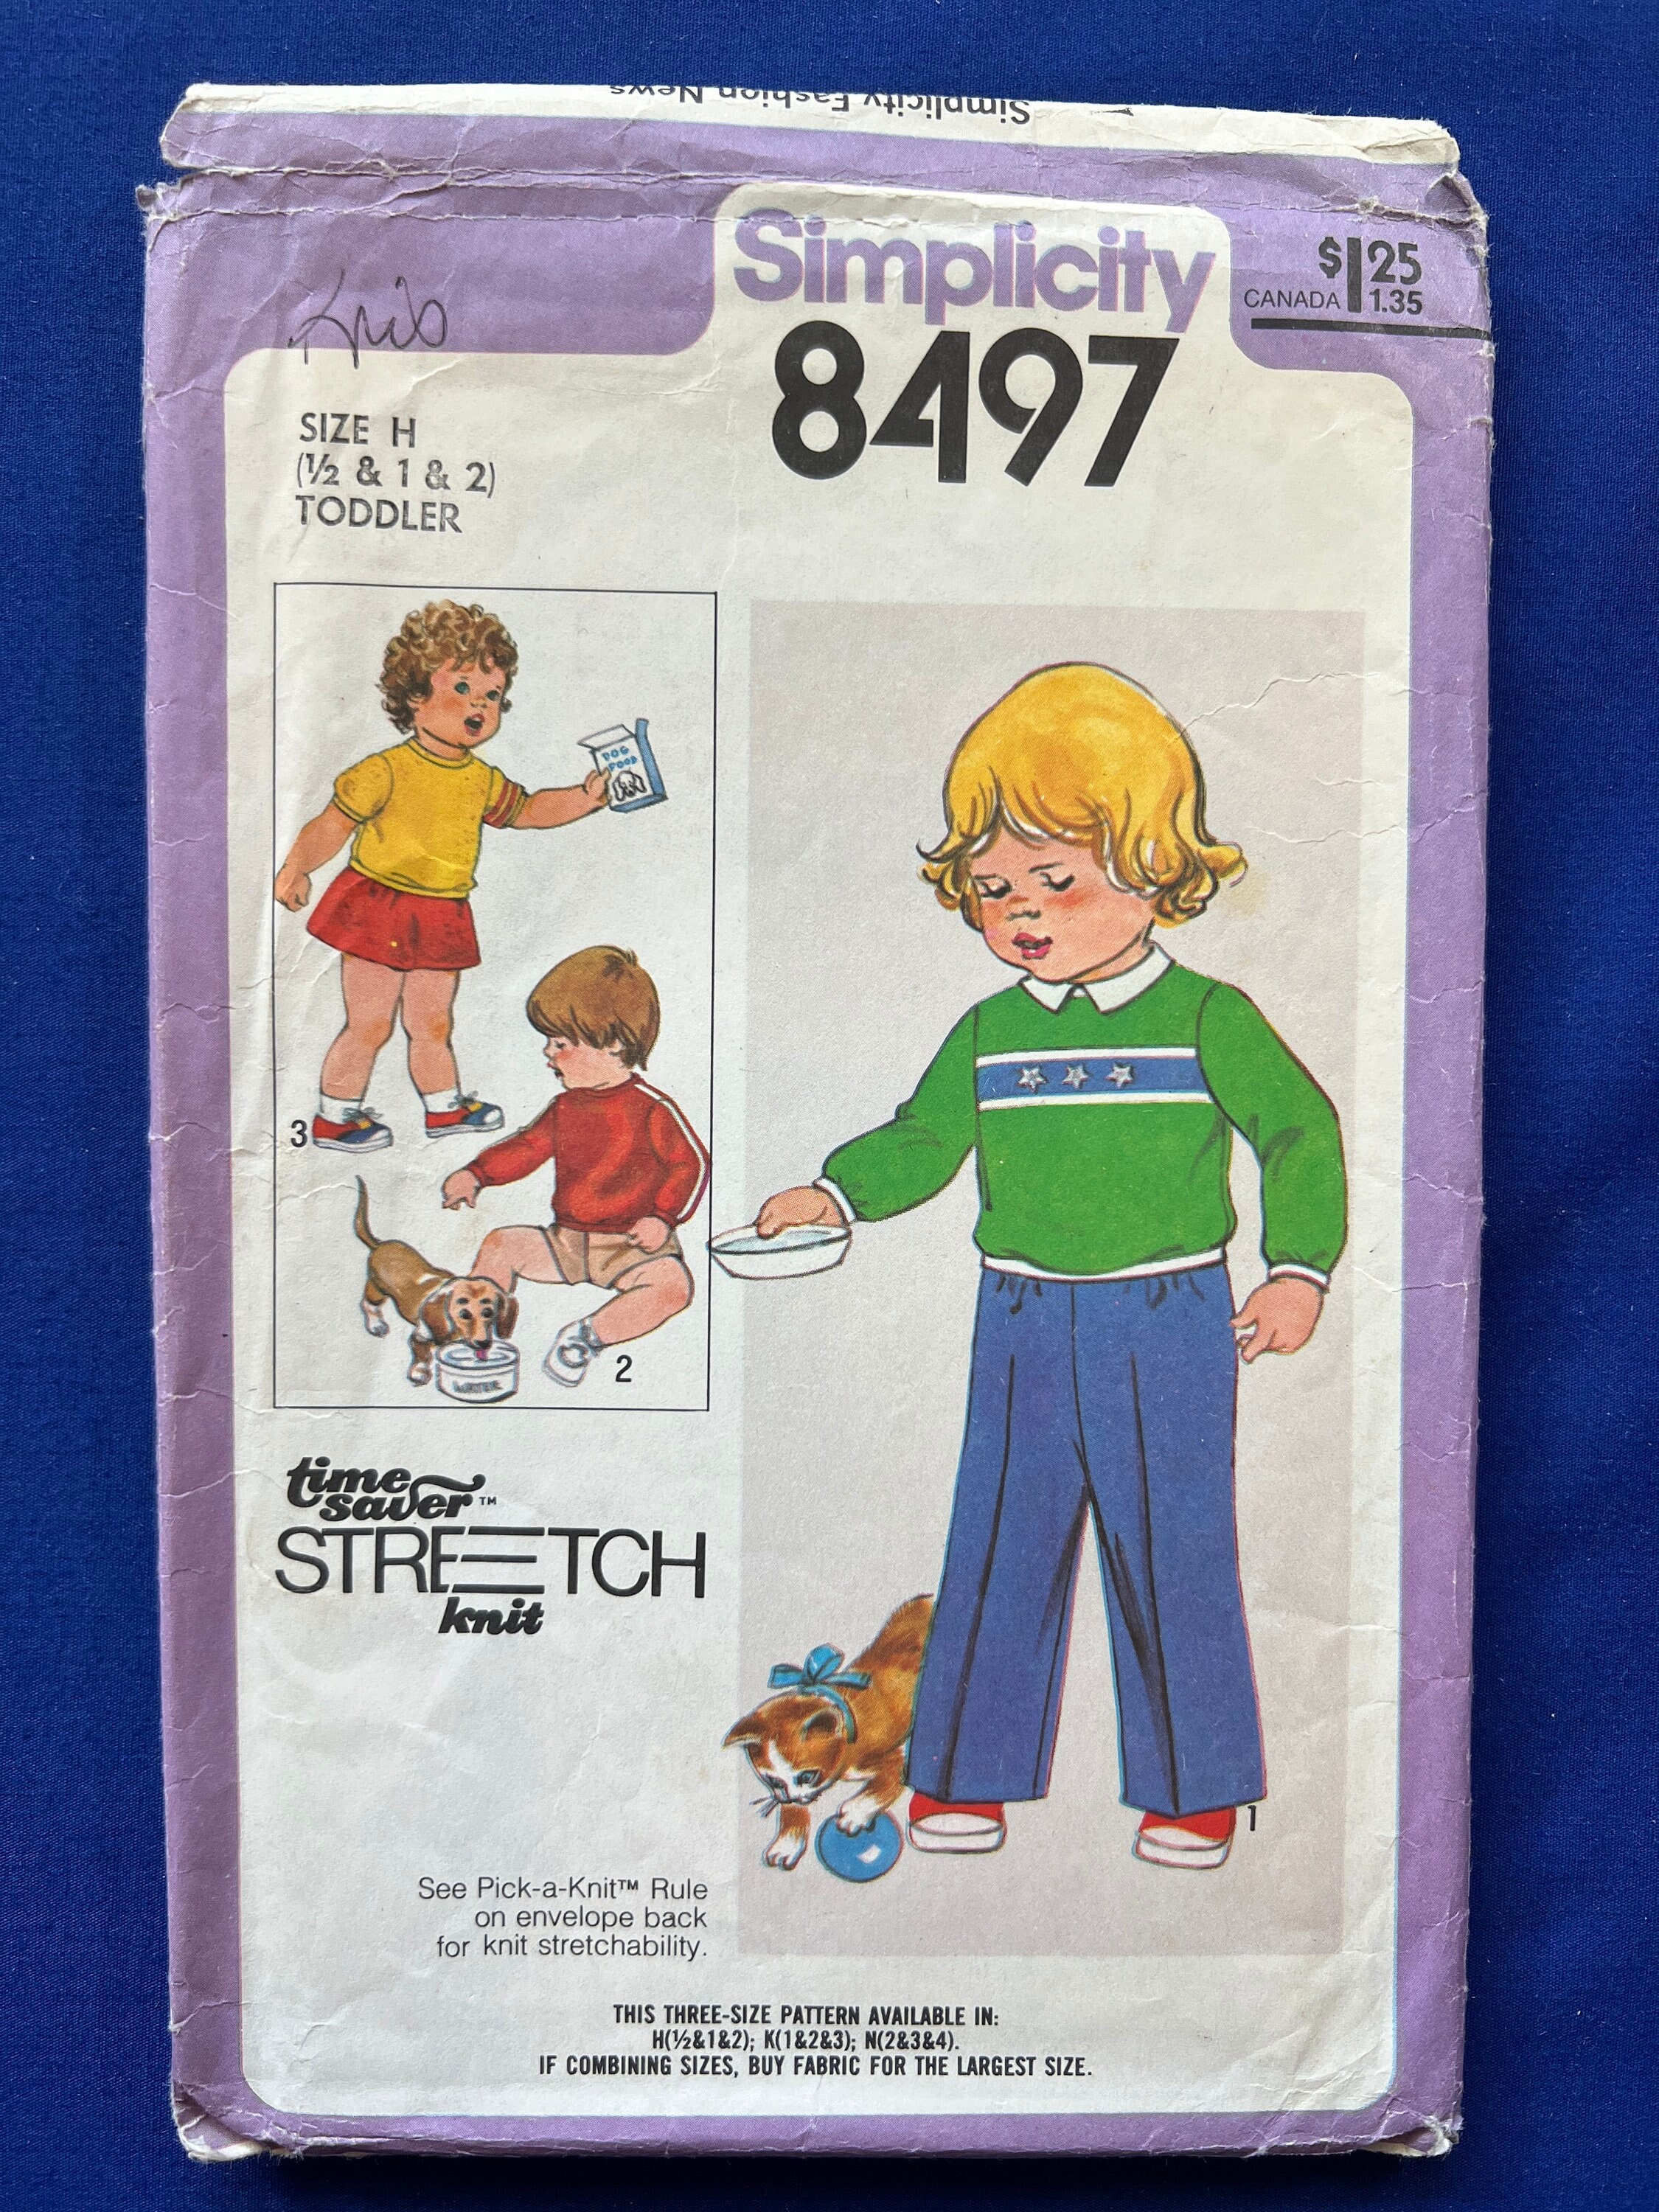 Simplicity Fashion News
Simplicity
8497
$1.25
CANADA 1.35
SIZE H
(½ & 1 & 2)
TODDLER
DOG
FOOD
3
WATER
2
1
time
saver™
STRETCH
knit
See Pick-a-Knit™ Rule
on envelope back
for knit stretchability.
THIS THREE-SIZE PATTERN AVAILABLE IN:
H(½&1&2); K(1&2&3); N(2&3&4).
IF COMBINING SIZES, BUY FABRIC FOR THE LARGEST SIZE.